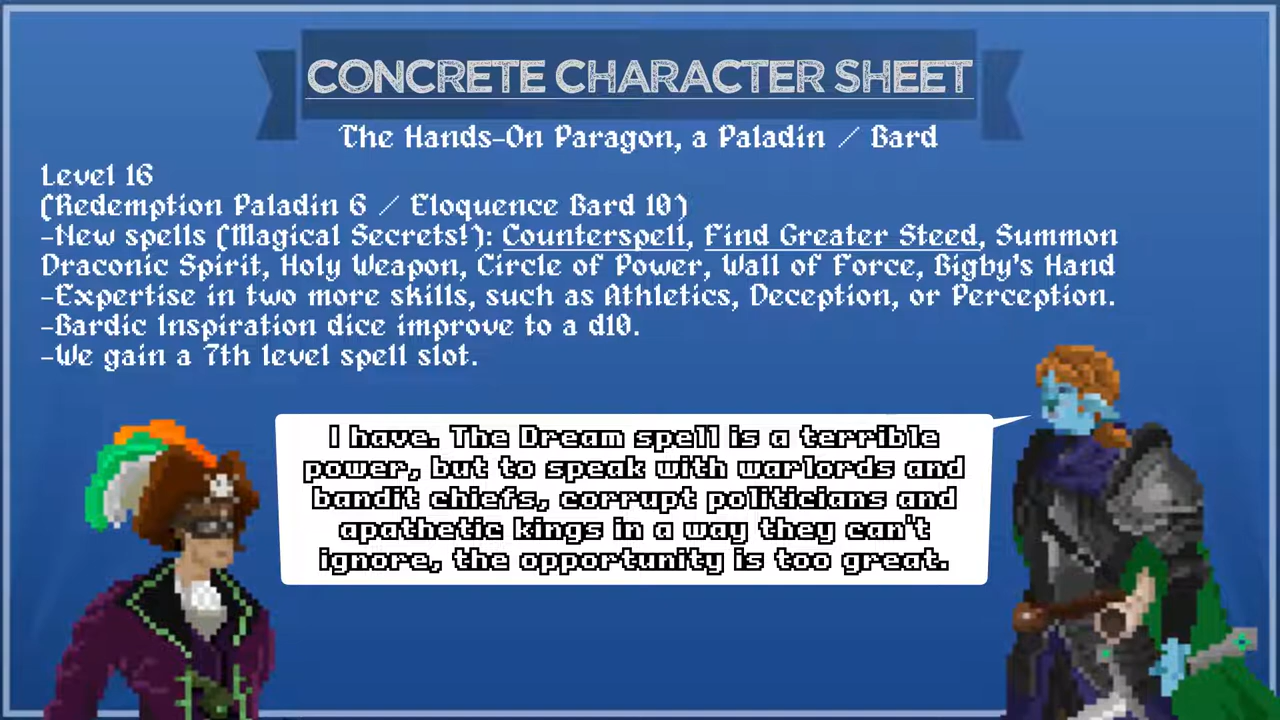 CONCRETE CHARACTER SHEET
The Hands-On Paragon, a Paladin / Bard
Level 16
(Redemption Paladin 6 / Eloquence Bard 10)
-New spells (Magical Secrets!): Counterspell, Find Greater Steed, Summon
Draconic Spirit, Holy Weapon, Circle of Power, Wall of Force, Bigby's Hand
-Expertise in two more skills, such as Athletics, Deception, or Perception.
-Bardic Inspiration dice improve to a d10.
-We gain a 7th level spell slot.
I have. The Dream spell is a terrible
power, but to speak with warlords and
bandit chiefs, corrupt politicians and
apathetic kings in a way they can't
ignore, the opportunity is too great.